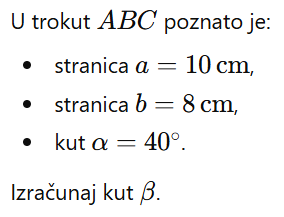 U trokut ABC poznato je:
• stranica a = 10 cm,
• stranica b = 8 cm,
• kut α = 40°.
Izračunaj kut β.